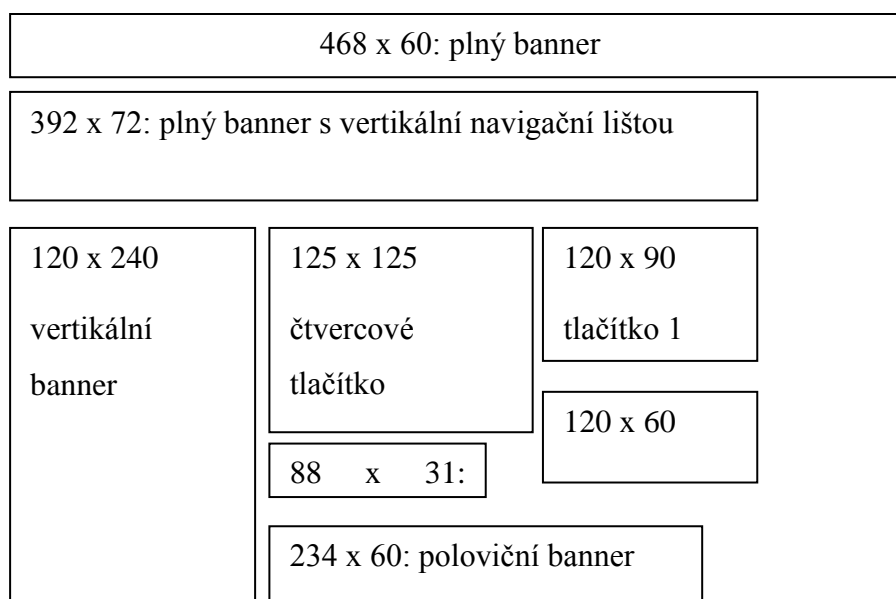 468 x 60: plný banner
392 x 72: plný banner s vertikální navigační lištou
120 x 240
vertikální
banner
125 x 125
čtvercové
tlačítko
120 x 90
tlačítko 1
120 x 60
88 x 31:
234 x 60: poloviční banner